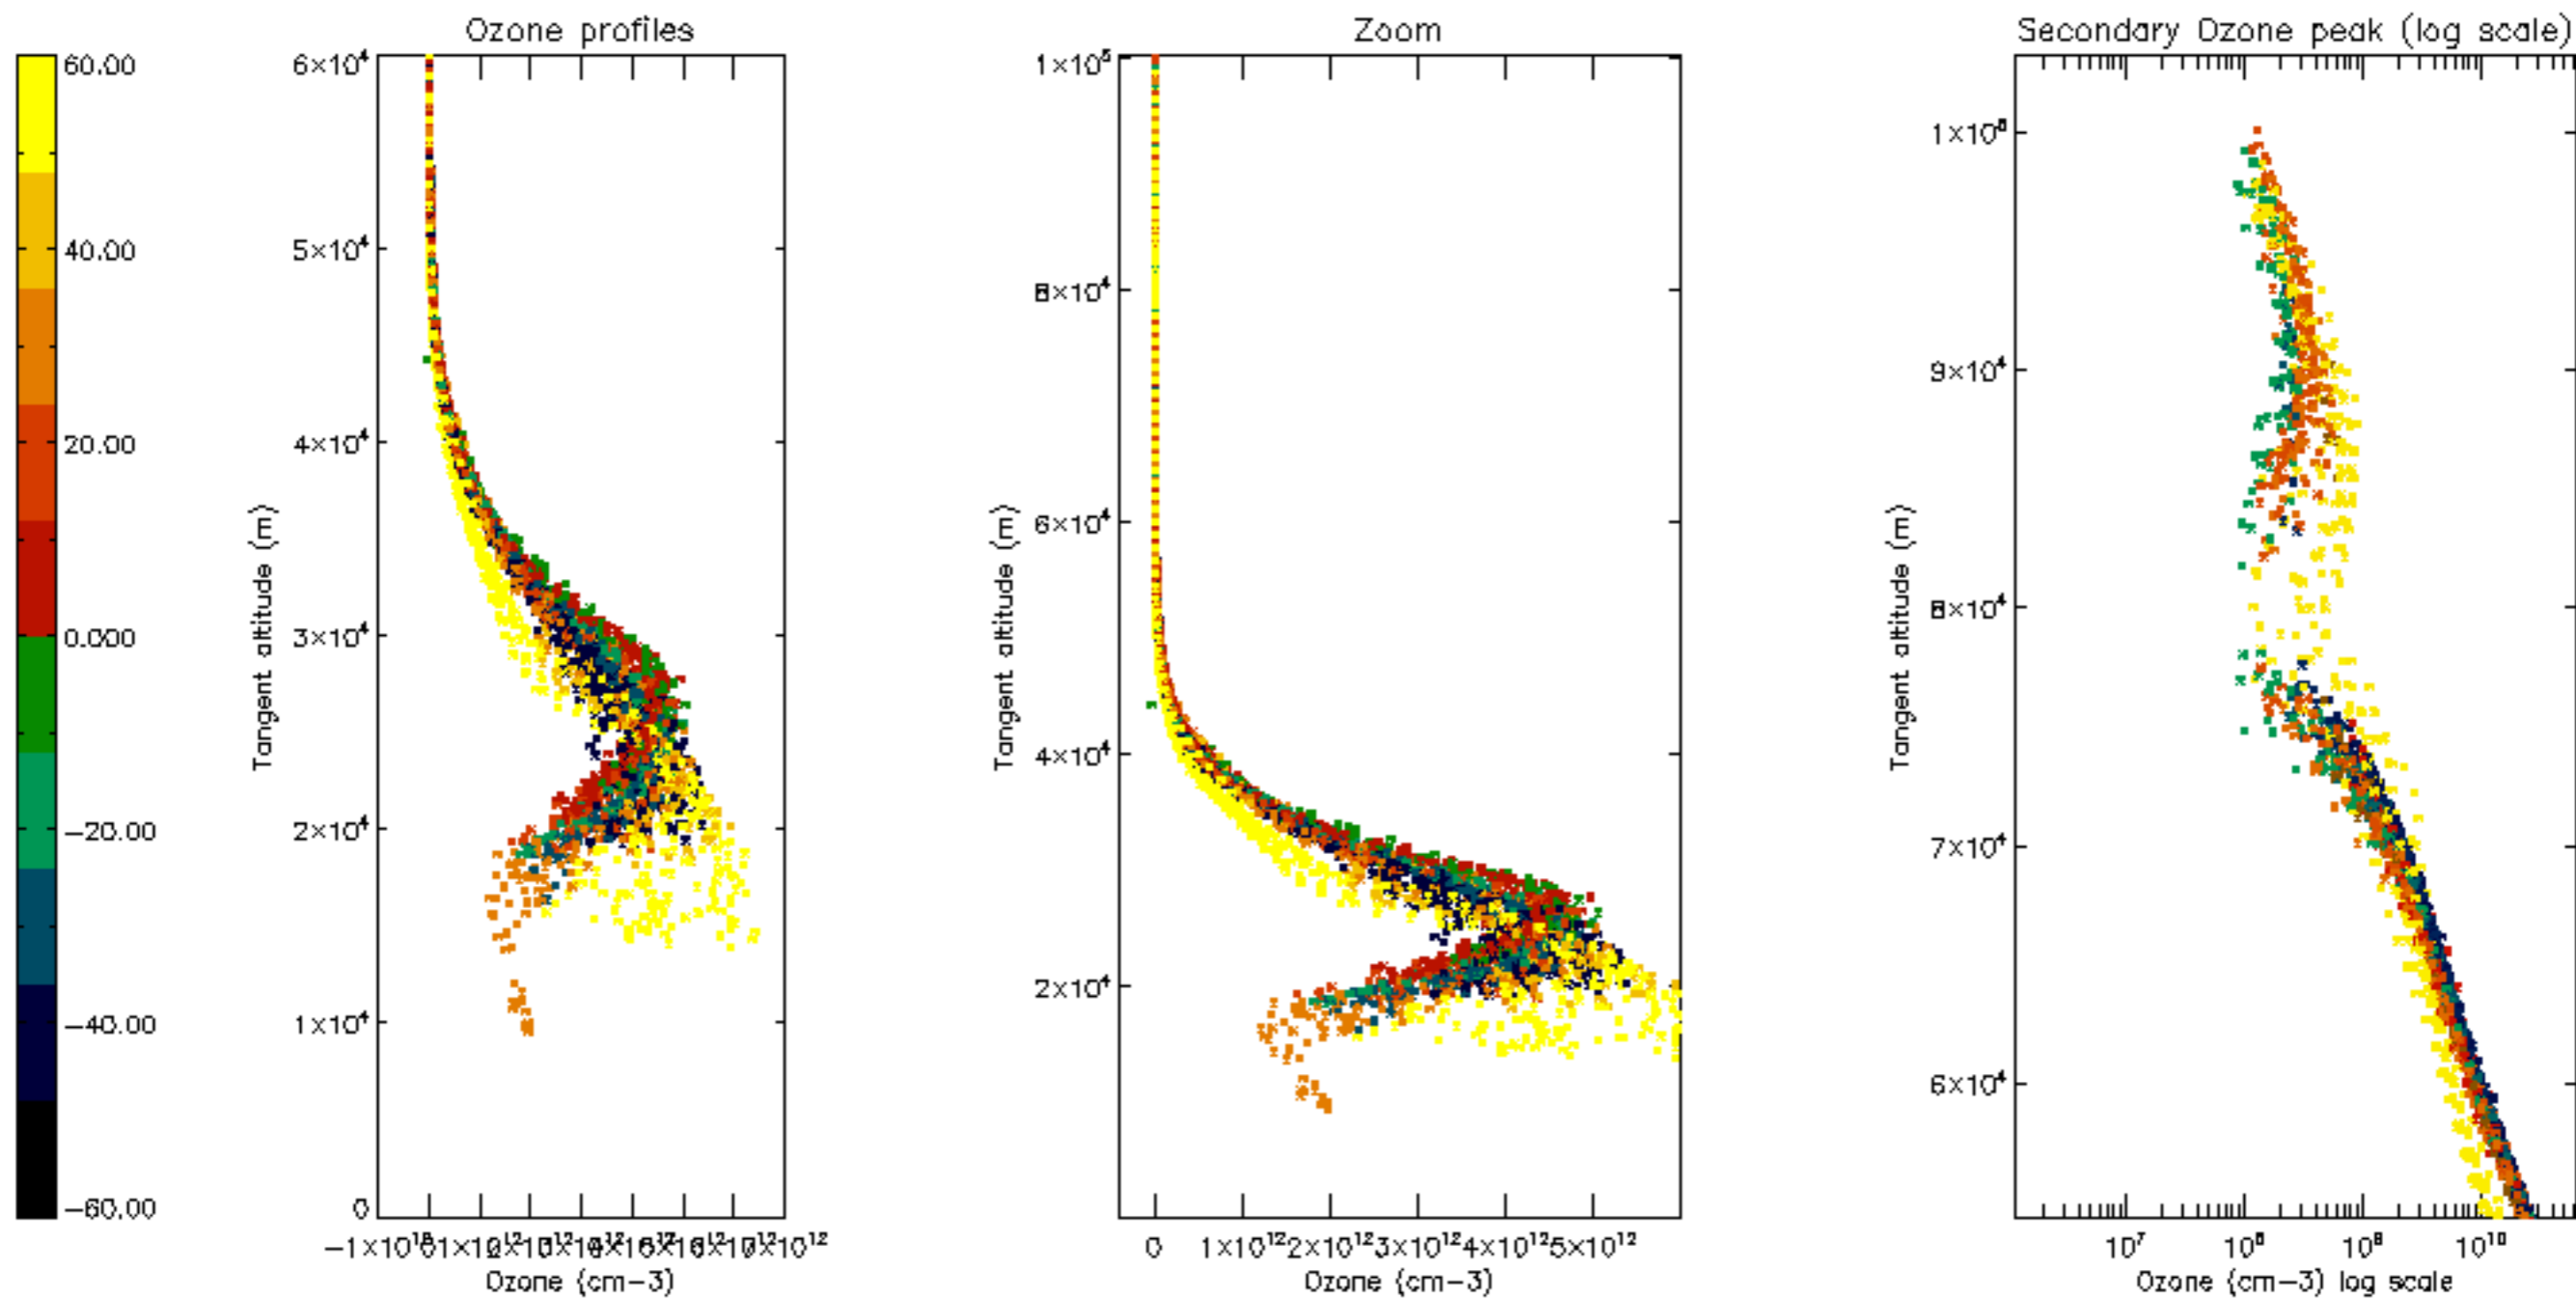 Ozone profiles
Zoom
Secondary Ozone peak (log scale)
60.00
40.00
20.00
0.000
-20.00
-40.00
-60.00
6×10⁴
5×10⁴
4×10⁴
3×10⁴
2×10⁴
1×10⁴
0
Tangent altitude (m)
Ozone (cm-3)
1×10⁵
8×10⁴
6×10⁴
4×10⁴
2×10⁴
Tangent altitude (m)
0 1×10¹² 2×10¹² 3×10¹² 4×10¹² 5×10¹²
Ozone (cm-3)
9×10⁴
8×10⁴
7×10⁴
6×10⁴
Tangent altitude (m)
10⁷ 10⁸ 10⁹ 10¹⁰
Ozone (cm-3) log scale